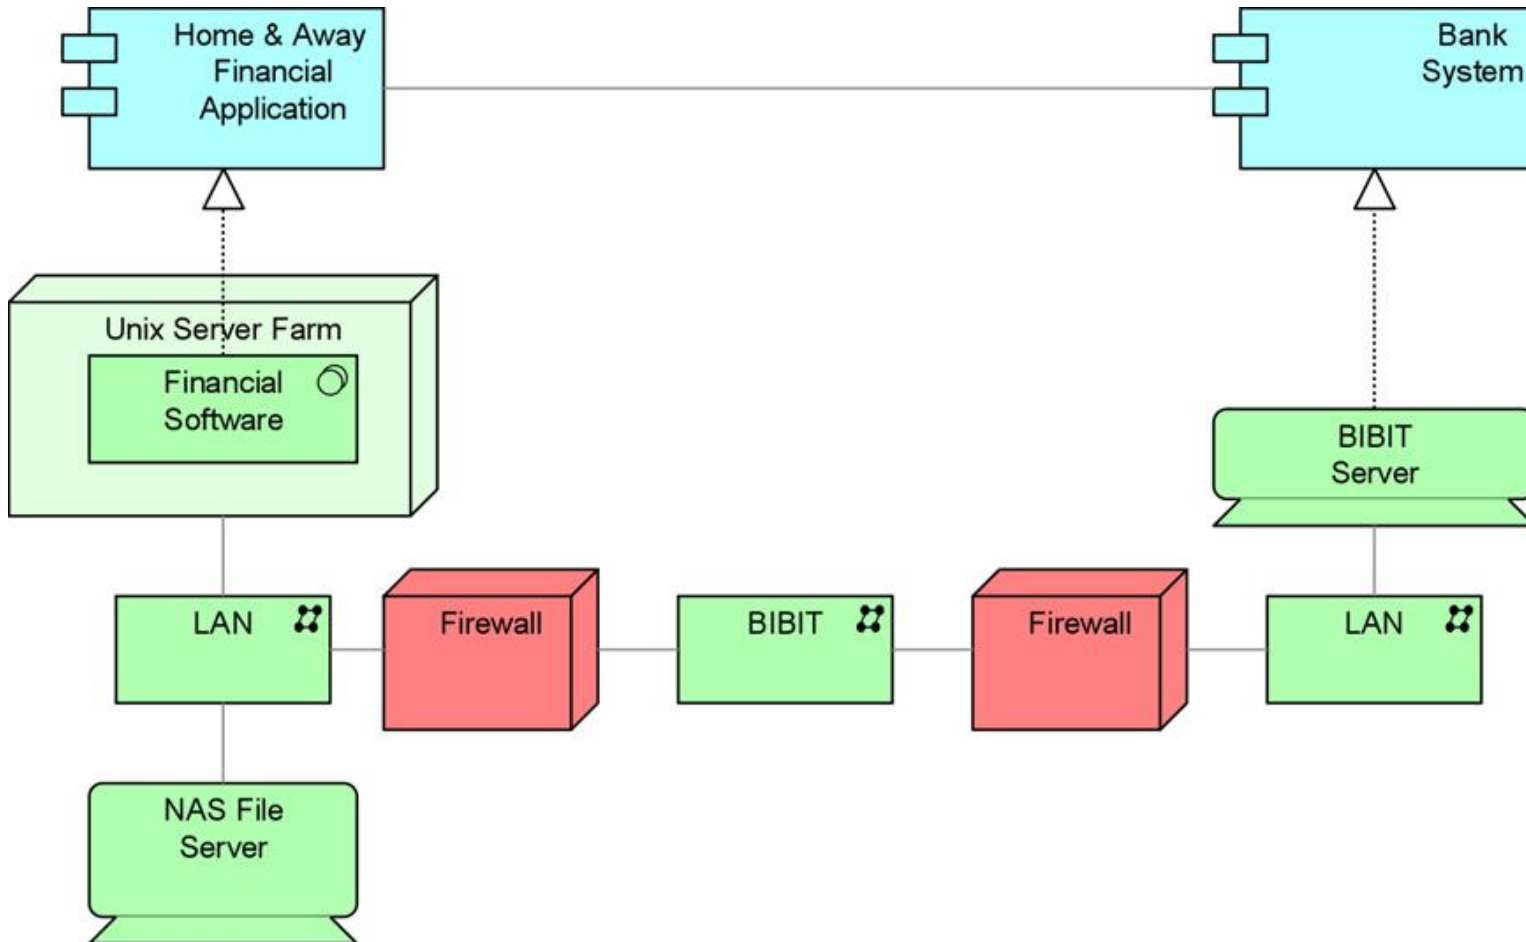 Home & Away
Financial
Application
Bank
System
Unix Server Farm
Financial
Software
BIBIT
Server
LAN
Firewall
BIBIT
Firewall
LAN
NAS File
Server